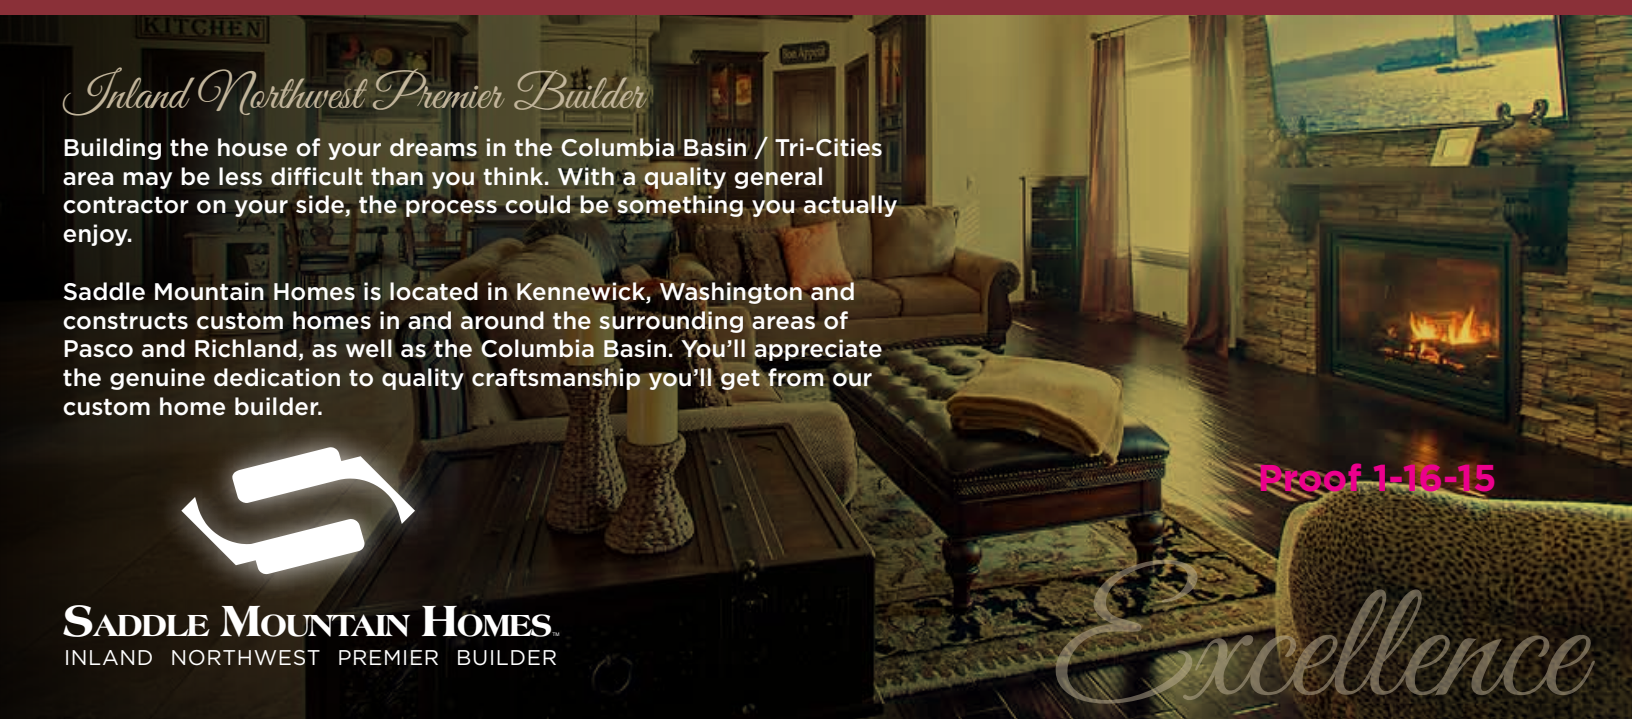 KITCHEN
Bon Appetit
Inland Northwest Premier Builder
Building the house of your dreams in the Columbia Basin / Tri-Cities
area may be less difficult than you think. With a quality general
contractor on your side, the process could be something you actually
enjoy.
Saddle Mountain Homes is located in Kennewick, Washington and
constructs custom homes in and around the surrounding areas of
Pasco and Richland, as well as the Columbia Basin. You’ll appreciate
the genuine dedication to quality craftsmanship you’ll get from our
custom home builder.
Proof 1-16-15
SADDLE MOUNTAIN HOMES™
INLAND NORTHWEST PREMIER BUILDER
Excellence